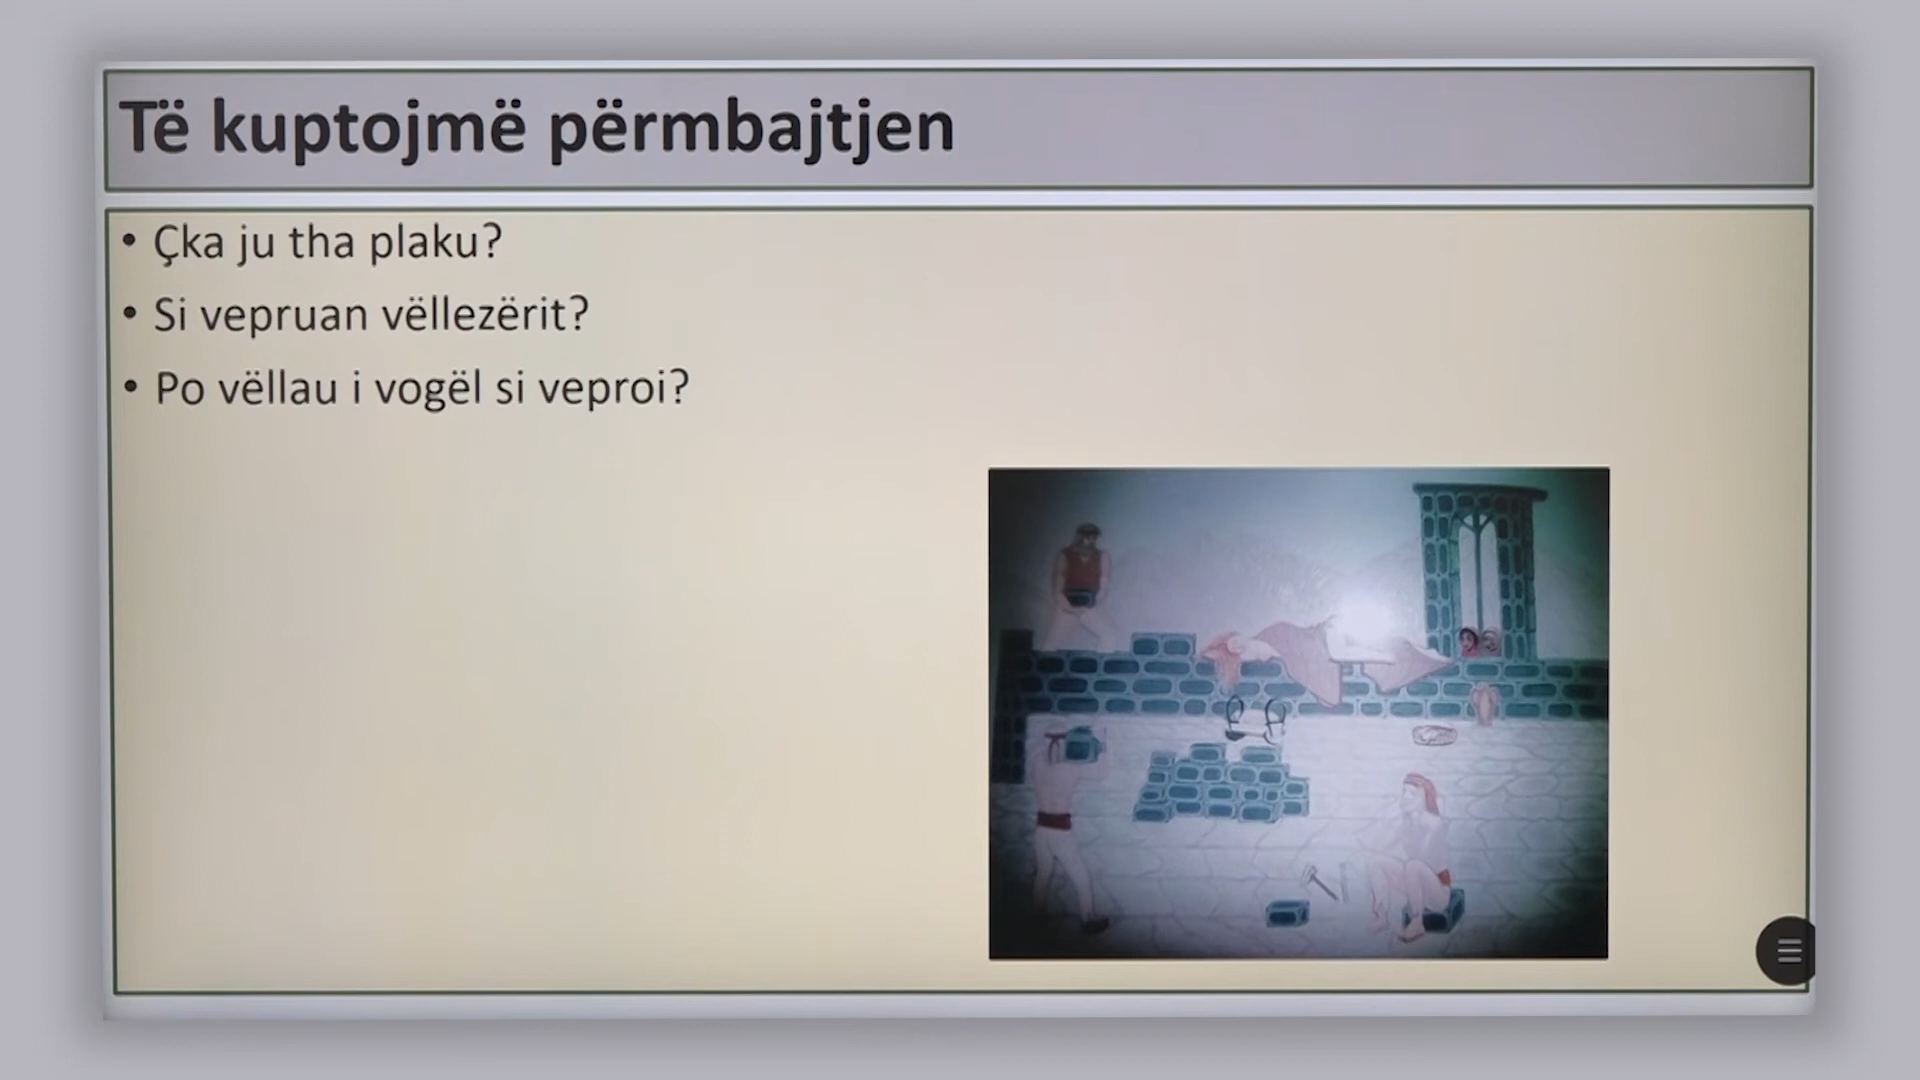 Të kuptojmë përmbajtjen
• Çka ju tha plaku?
• Si vepruan vëllezërit?
• Po vëllau i vogël si veproi?